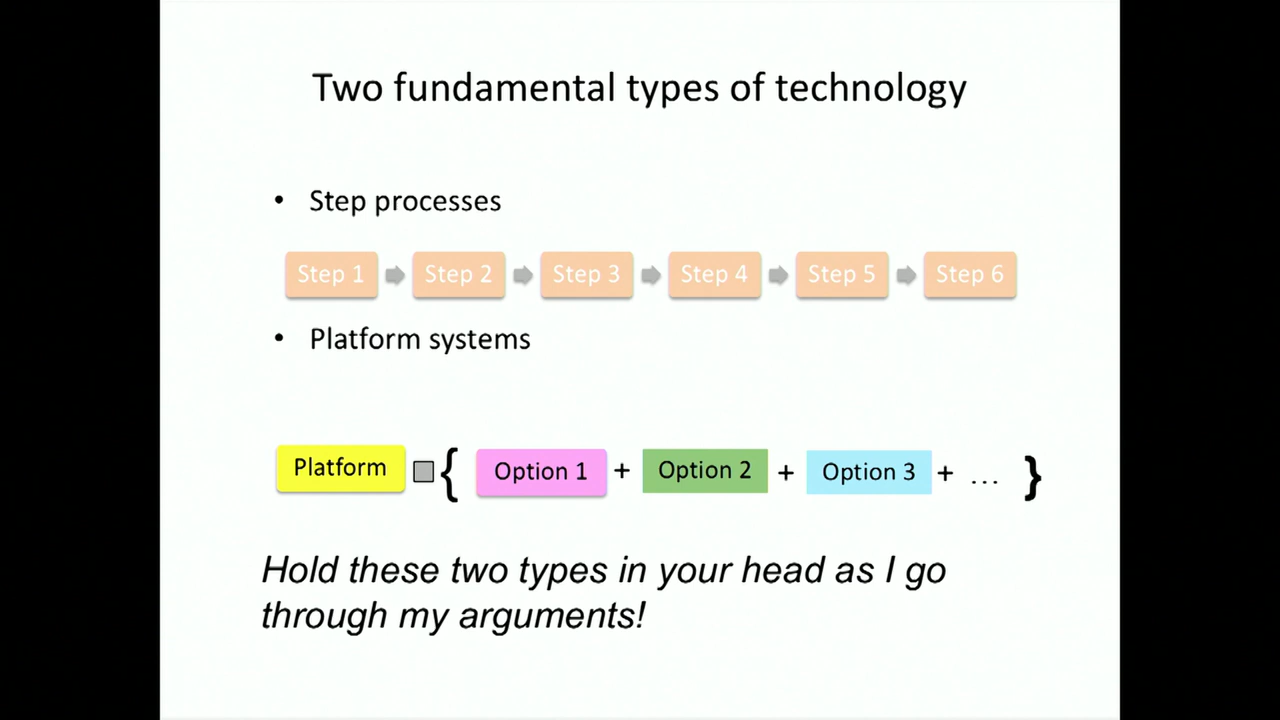 Two fundamental types of technology
• Step processes
Step 1 Step 2 Step 3 Step 4 Step 5 Step 6
• Platform systems
Platform { Option 1 + Option 2 + Option 3 + ... }
Hold these two types in your head as I go
through my arguments!